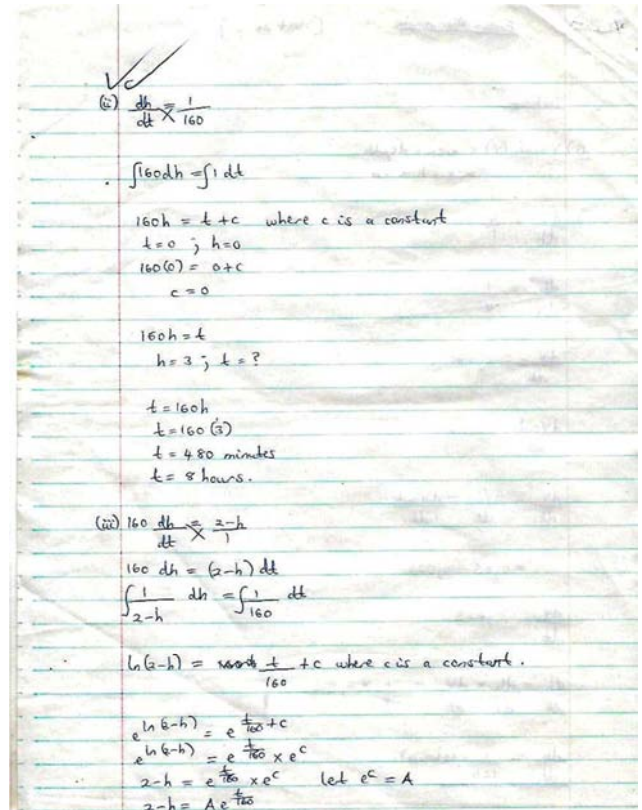 (ii) dh/dt = 1/160
∫160dh = ∫1 dt
160h = t + c where c is a constant
t=0 ; h=0
160(0) = 0+c
c = 0
160h = t
h = 3 ; t = ?
t = 160h
t = 160(3)
t = 480 minutes
t = 8 hours.
(iii) 160 dh/dt = 2-h/1
160 dh = (2-h) dt
∫ 1/2-h dh = ∫ 1/160 dt
ln(2-h) = t/160 + c where c is a constant.
e^ln(2-h) = e^t/160 + c
e^ln(2-h) = e^t/160 × e^c
2-h = e^t/160 × e^c let e^c = A
2-h = Ae^t/160